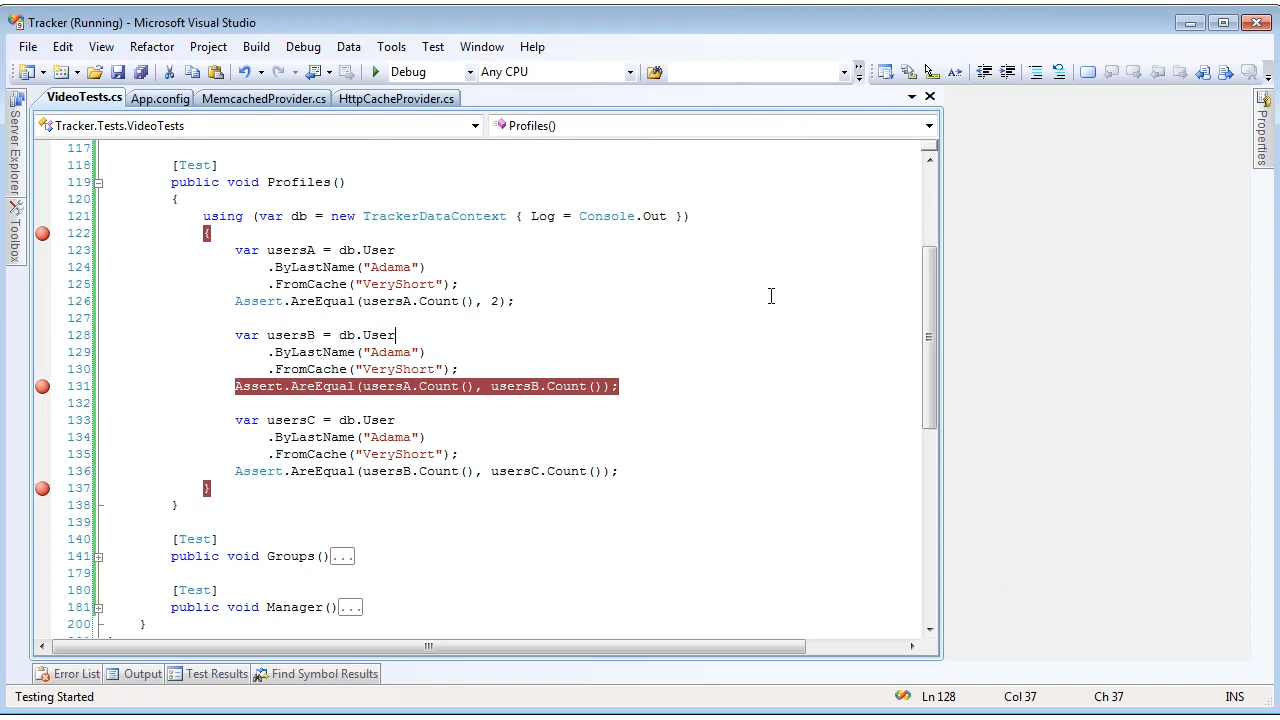 Tracker (Running) - Microsoft Visual Studio
File Edit View Refactor Project Build Debug Data Tools Test Window Help
Debug Any CPU
VideoTests.cs App.config MemcachedProvider.cs HttpCacheProvider.cs
Tracker.Tests.VideoTests Profiles()
Server Explorer
Toolbox
Properties
117
118 [Test]
119 public void Profiles()
120 {
121 using (var db = new TrackerDataContext { Log = Console.Out })
122 {
123 var usersA = db.User
124 .ByLastName("Adama")
125 .FromCache("VeryShort");
126 Assert.AreEqual(usersA.Count(), 2);
127
128 var usersB = db.User
129 .ByLastName("Adama")
130 .FromCache("VeryShort");
131 Assert.AreEqual(usersA.Count(), usersB.Count());
132
133 var usersC = db.User
134 .ByLastName("Adama")
135 .FromCache("VeryShort");
136 Assert.AreEqual(usersB.Count(), usersC.Count());
137 }
138 }
139
140 [Test]
141 public void Groups()...
179
180 [Test]
181 public void Manager()...
200 }
Error List Output Test Results Find Symbol Results
Testing Started Ln 128 Col 37 Ch 37 INS